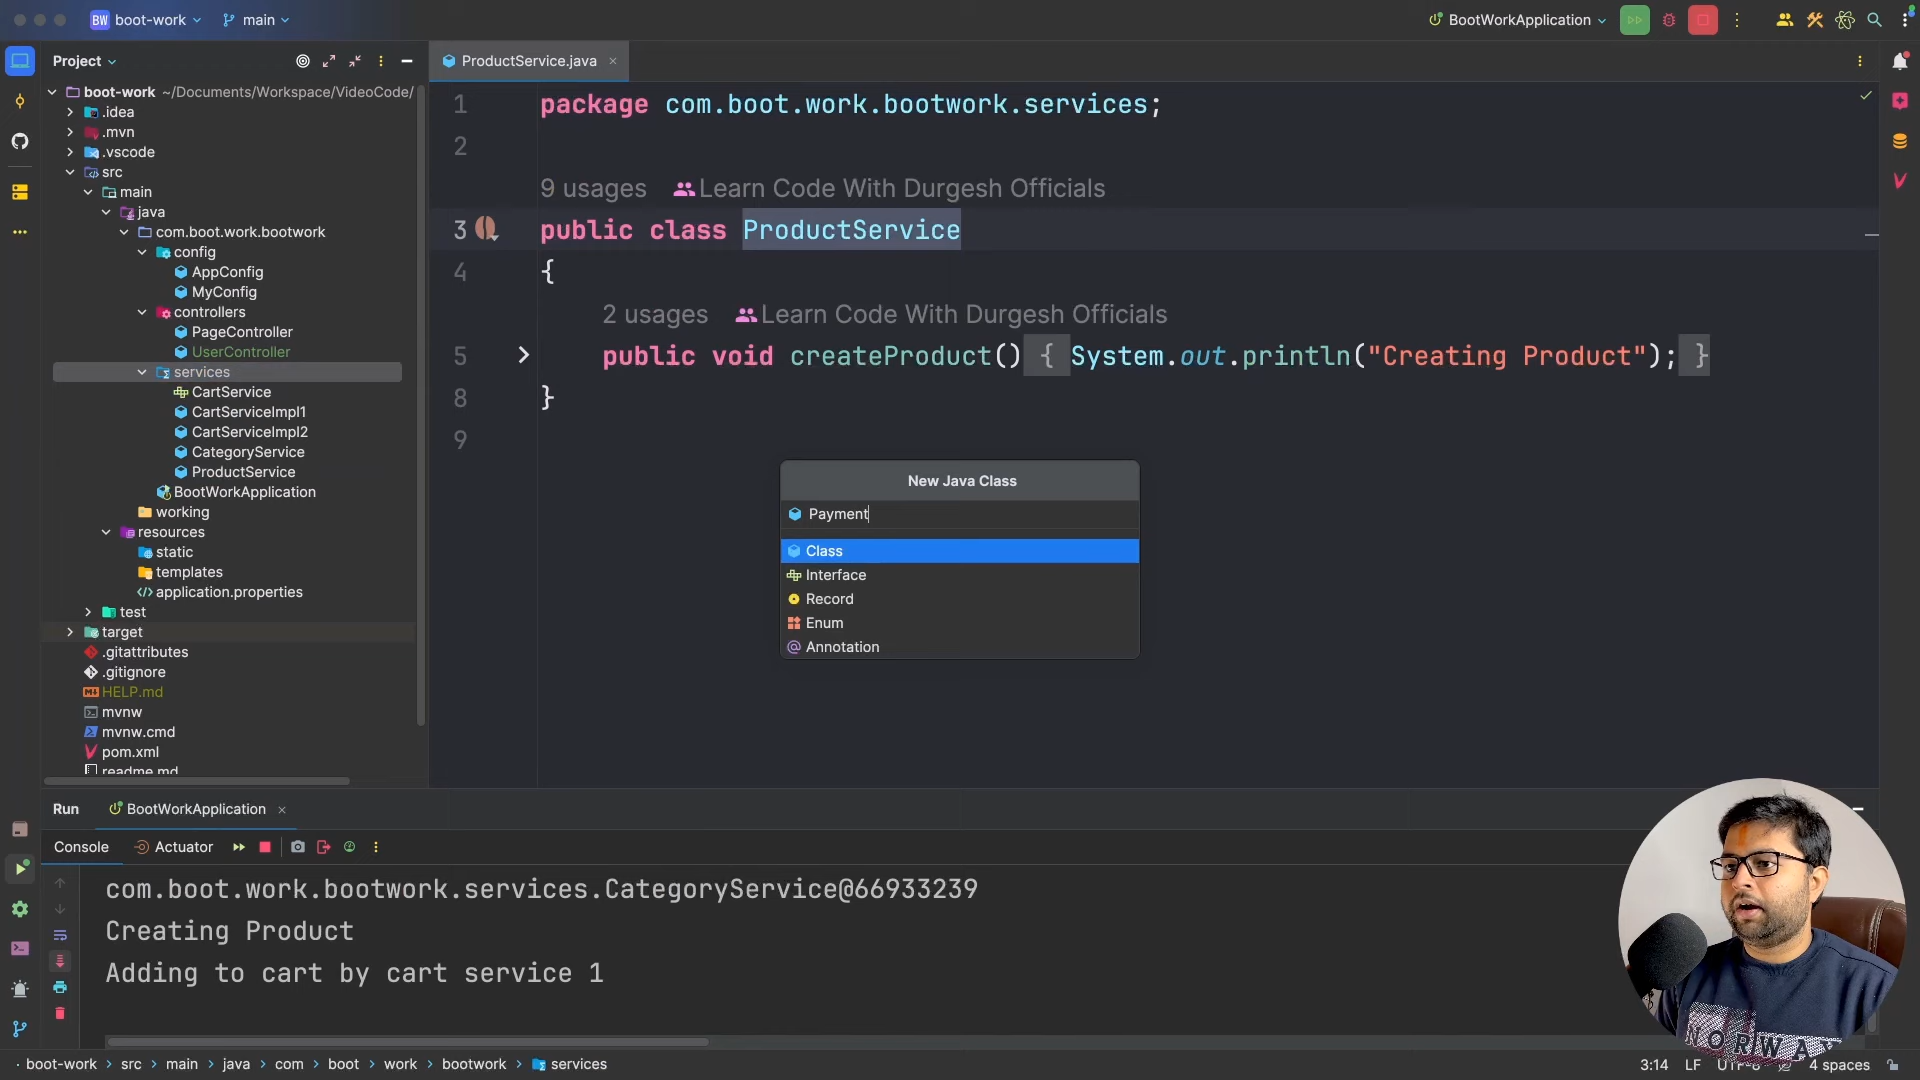 BW boot-work main BootWorkApplication
Project
ProductService.java
boot-work ~/Documents/Workspace/VideoCode/
.idea
.mvn
.vscode
src
main
java
com.boot.work.bootwork
config
AppConfig
MyConfig
controllers
PageController
UserController
services
CartService
CartServiceImpl1
CartServiceImpl2
CategoryService
ProductService
BootWorkApplication
working
resources
static
templates
application.properties
test
target
.gitattributes
.gitignore
HELP.md
mvnw
mvnw.cmd
pom.xml
readme.md
1 package com.boot.work.bootwork.services;
2
9 usages Learn Code With Durgesh Officials
3 public class ProductService
4 {
2 usages Learn Code With Durgesh Officials
5 public void createProduct() { System.out.println("Creating Product"); }
8 }
9
New Java Class
Payment
Class
Interface
Record
Enum
Annotation
Run BootWorkApplication
Console Actuator
com.boot.work.bootwork.services.CategoryService@66933239
Creating Product
Adding to cart by cart service 1
boot-work > src > main > java > com > boot > work > bootwork > services
3:14 LF UTF-8 4 spaces
NORWAY